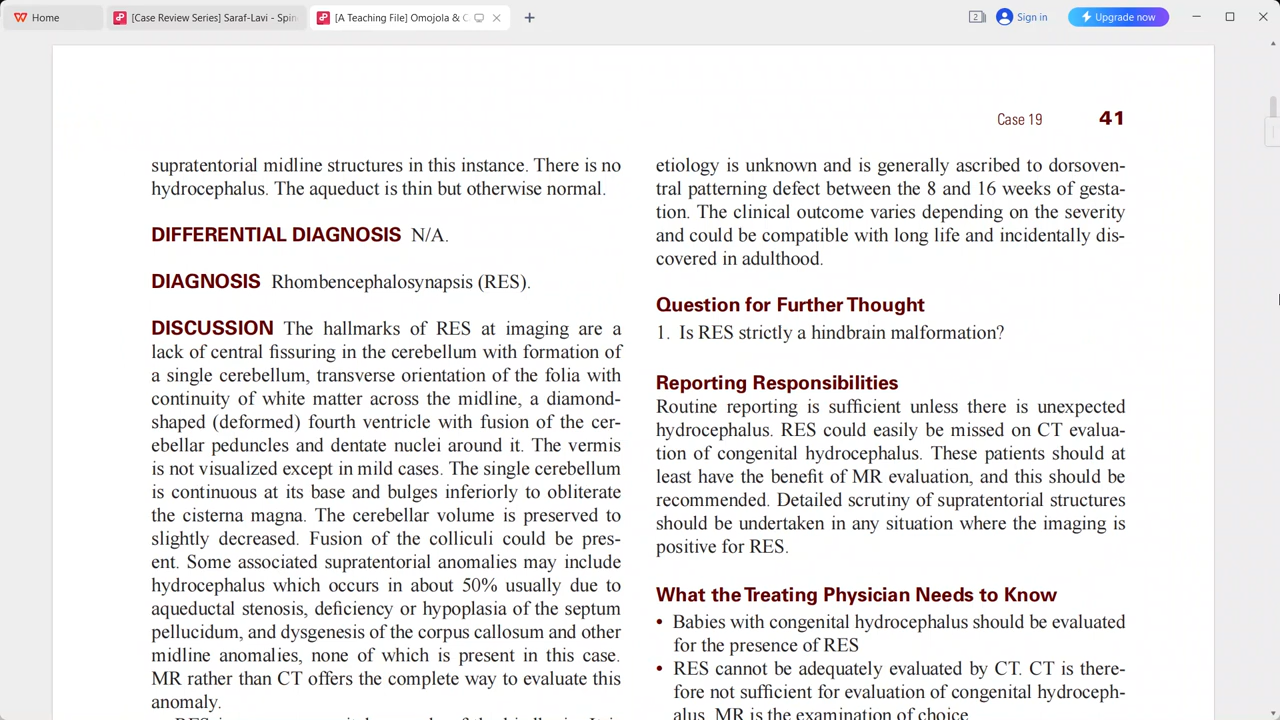 Home
[Case Review Series] Saraf-Lavi - Spin
[A Teaching File] Omojola & C
2
Sign in
Upgrade now
Case 19 41
supratentorial midline structures in this instance. There is no
hydrocephalus. The aqueduct is thin but otherwise normal.
DIFFERENTIAL DIAGNOSIS N/A.
DIAGNOSIS Rhombencephalosynapsis (RES).
DISCUSSION The hallmarks of RES at imaging are a
lack of central fissuring in the cerebellum with formation of
a single cerebellum, transverse orientation of the folia with
continuity of white matter across the midline, a diamond-
shaped (deformed) fourth ventricle with fusion of the cer-
ebellar peduncles and dentate nuclei around it. The vermis
is not visualized except in mild cases. The single cerebellum
is continuous at its base and bulges inferiorly to obliterate
the cisterna magna. The cerebellar volume is preserved to
slightly decreased. Fusion of the colliculi could be pres-
ent. Some associated supratentorial anomalies may include
hydrocephalus which occurs in about 50% usually due to
aqueductal stenosis, deficiency or hypoplasia of the septum
pellucidum, and dysgenesis of the corpus callosum and other
midline anomalies, none of which is present in this case.
MR rather than CT offers the complete way to evaluate this
anomaly.
etiology is unknown and is generally ascribed to dorsoven-
tral patterning defect between the 8 and 16 weeks of gesta-
tion. The clinical outcome varies depending on the severity
and could be compatible with long life and incidentally dis-
covered in adulthood.
Question for Further Thought
1. Is RES strictly a hindbrain malformation?
Reporting Responsibilities
Routine reporting is sufficient unless there is unexpected
hydrocephalus. RES could easily be missed on CT evalua-
tion of congenital hydrocephalus. These patients should at
least have the benefit of MR evaluation, and this should be
recommended. Detailed scrutiny of supratentorial structures
should be undertaken in any situation where the imaging is
positive for RES.
What the Treating Physician Needs to Know
• Babies with congenital hydrocephalus should be evaluated
for the presence of RES
• RES cannot be adequately evaluated by CT. CT is there-
fore not sufficient for evaluation of congenital hydroceph-
alus. MR is the examination of choice